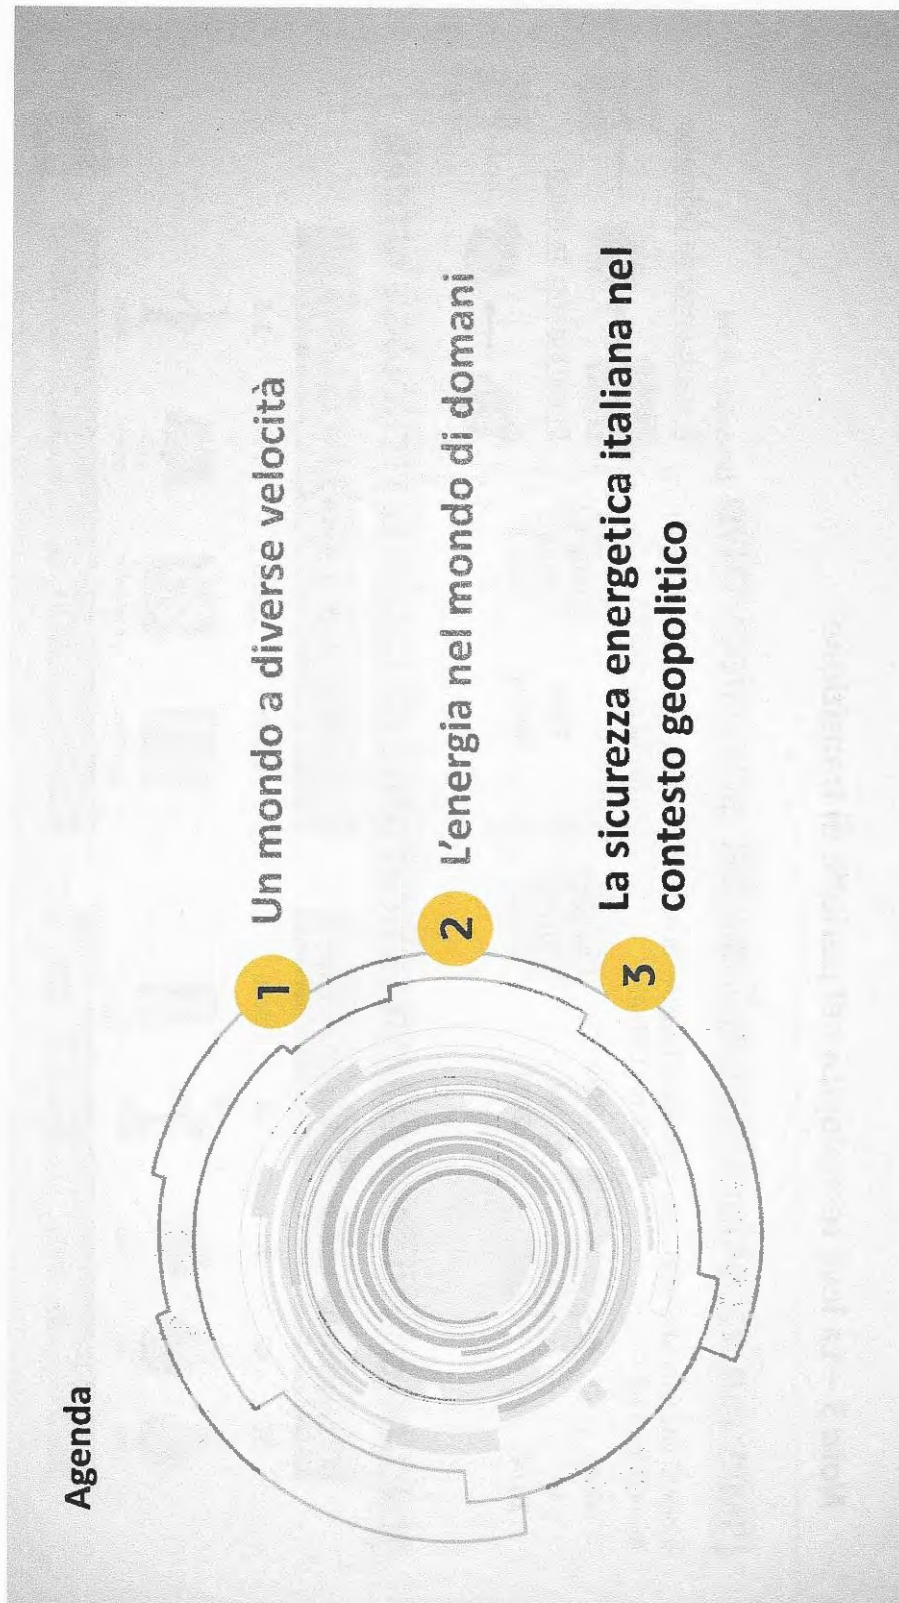 Agenda
1
Un mondo a diverse velocità
2
L'energia nel mondo di domani
3
La sicurezza energetica italiana nel
contesto geopolitico